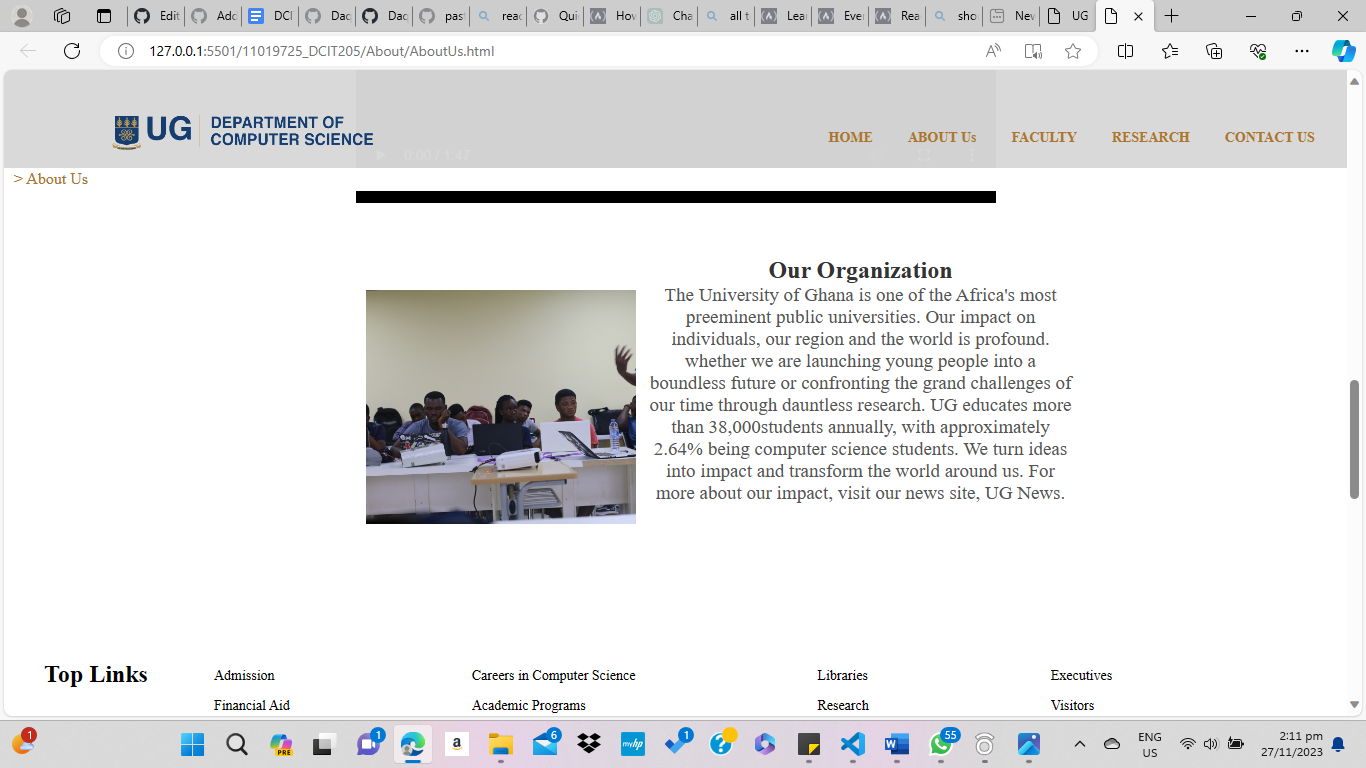 Edit
Add
DCI
Dac
Dac
past
reac
Qui
Hov
Cha
all t
Lear
Ever
Rea
sho
New
UG
127.0.0.1:5501/11019725_DCIT205/About/AboutUs.html
UG DEPARTMENT OF
COMPUTER SCIENCE
HOME ABOUT Us FACULTY RESEARCH CONTACT US
0:00 / 1:47
> About Us
Our Organization
The University of Ghana is one of the Africa's most
preeminent public universities. Our impact on
individuals, our region and the world is profound.
whether we are launching young people into a
boundless future or confronting the grand challenges of
our time through dauntless research. UG educates more
than 38,000students annually, with approximately
2.64% being computer science students. We turn ideas
into impact and transform the world around us. For
more about our impact, visit our news site, UG News.
Top Links
Admission Careers in Computer Science Libraries Executives
Financial Aid Academic Programs Research Visitors
1
PRE
1
a
6
myhp
1
55
ENG
US
2:11 pm
27/11/2023